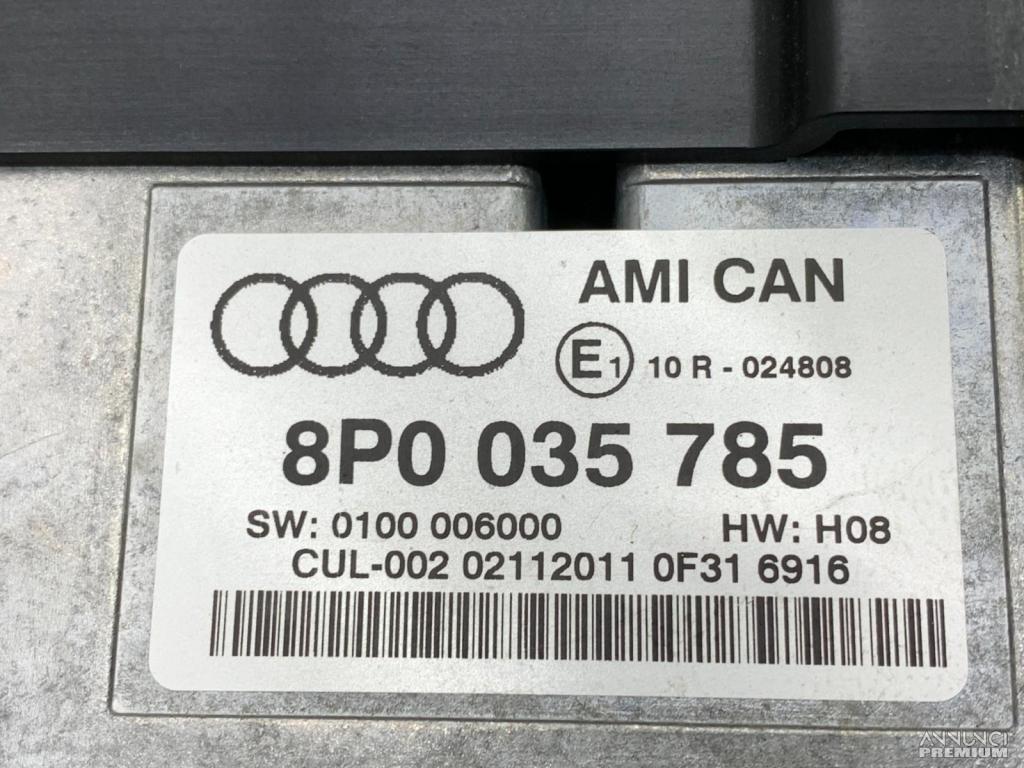 AMI CAN
E1 10 R - 024808
8P0 035 785
SW: 0100 006000 HW: H08
CUL-002 02112011 0F31 6916
ANNUNCI
PREMIUM